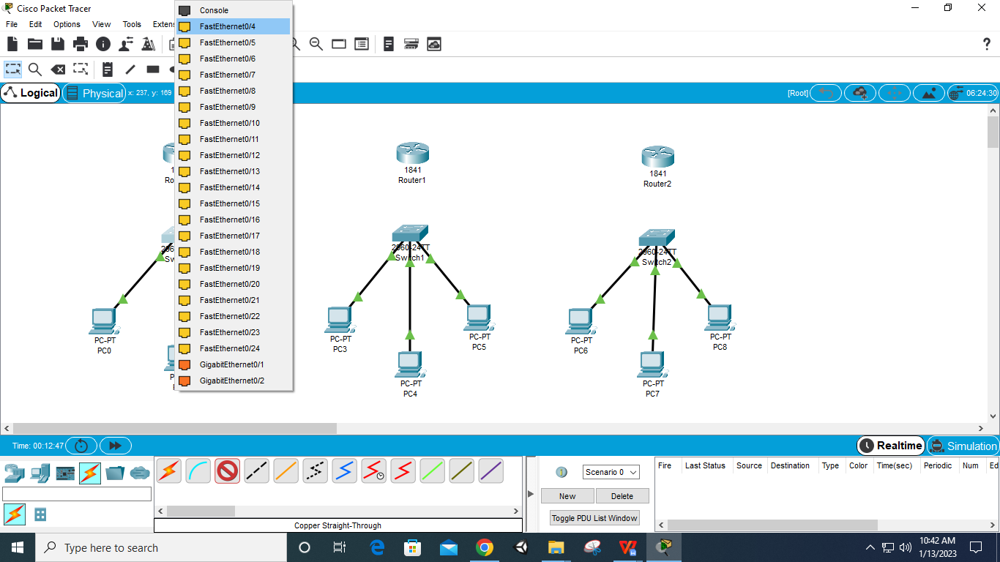 Cisco Packet Tracer
File Edit Options View Tools Extens
Console
FastEthernet0/4
FastEthernet0/5
FastEthernet0/6
FastEthernet0/7
FastEthernet0/8
FastEthernet0/9
FastEthernet0/10
FastEthernet0/11
FastEthernet0/12
FastEthernet0/13
FastEthernet0/14
FastEthernet0/15
FastEthernet0/16
FastEthernet0/17
FastEthernet0/18
FastEthernet0/19
FastEthernet0/20
FastEthernet0/21
FastEthernet0/22
FastEthernet0/23
FastEthernet0/24
GigabitEthernet0/1
GigabitEthernet0/2
?
Logical Physical x: 237, y: 169 [Root] 06:24:30
1841
Router1
1841
Router2
2960-24TT
Switch1
2960-24TT
Switch2
PC-PT
PC0
PC-PT
PC3
PC-PT
PC4
PC-PT
PC5
PC-PT
PC6
PC-PT
PC7
PC-PT
PC8
Time: 00:12:47 Realtime Simulation
Copper Straight-Through
Scenario 0
New Delete
Toggle PDU List Window
Fire Last Status Source Destination Type Color Time(sec) Periodic Num Ed
Type here to search
10:42 AM
1/13/2023